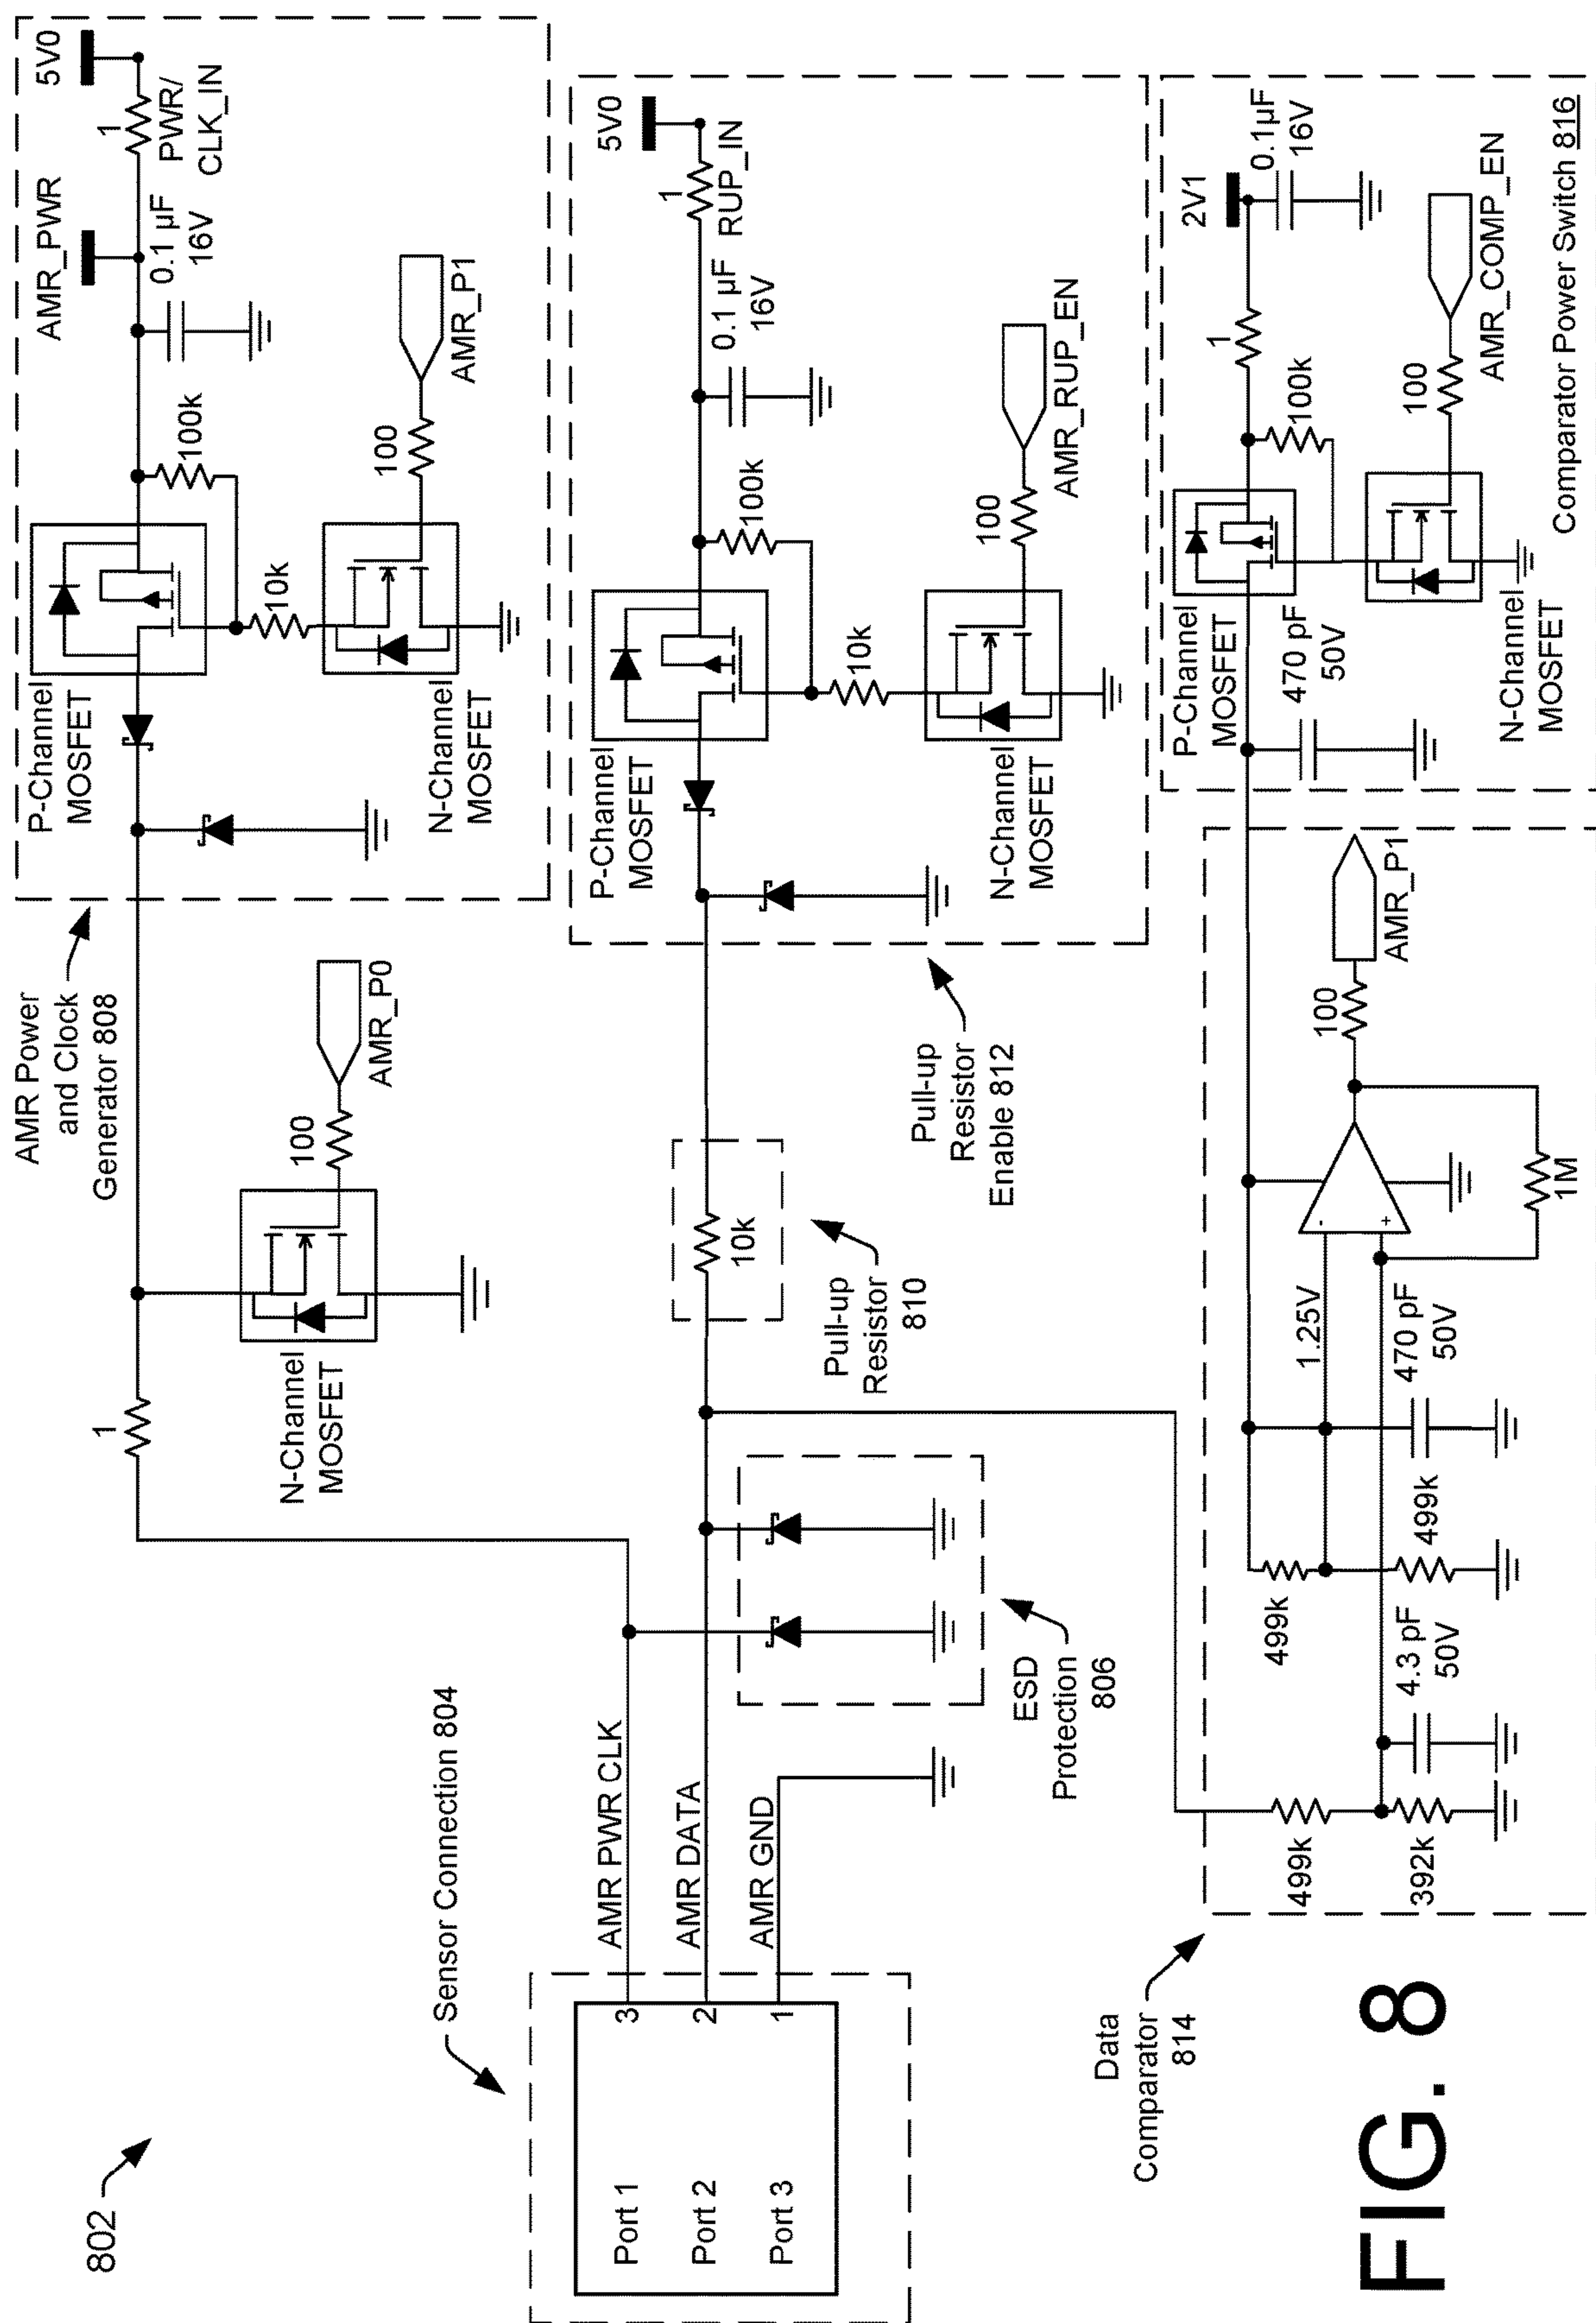 802
Sensor Connection 804
Port 1
Port 2
Port 3
3
2
1
AMR PWR CLK
AMR DATA
AMR GND
ESD
Protection
806
1
N-Channel
MOSFET
100
AMR_P0
AMR Power
and Clock
Generator 808
P-Channel
MOSFET
10k
100k
N-Channel
MOSFET
100
AMR_P1
0.1 µF
16V
AMR_PWR
1
PWR/
CLK_IN
5V0
Pull-up
Resistor
810
10k
Pull-up
Resistor
Enable 812
P-Channel
MOSFET
10k
100k
N-Channel
MOSFET
100
AMR_RUP_EN
0.1 µF
16V
1
RUP_IN
5V0
Data
Comparator
814
499k
392k
4.3 pF
50V
499k
499k
470 pF
50V
1.25V
-
+
1M
100
AMR_P1
P-Channel
MOSFET
470 pF
50V
N-Channel
MOSFET
100k
1
100
AMR_COMP_EN
2V1
0.1µF
16V
Comparator Power Switch 816
FIG. 8